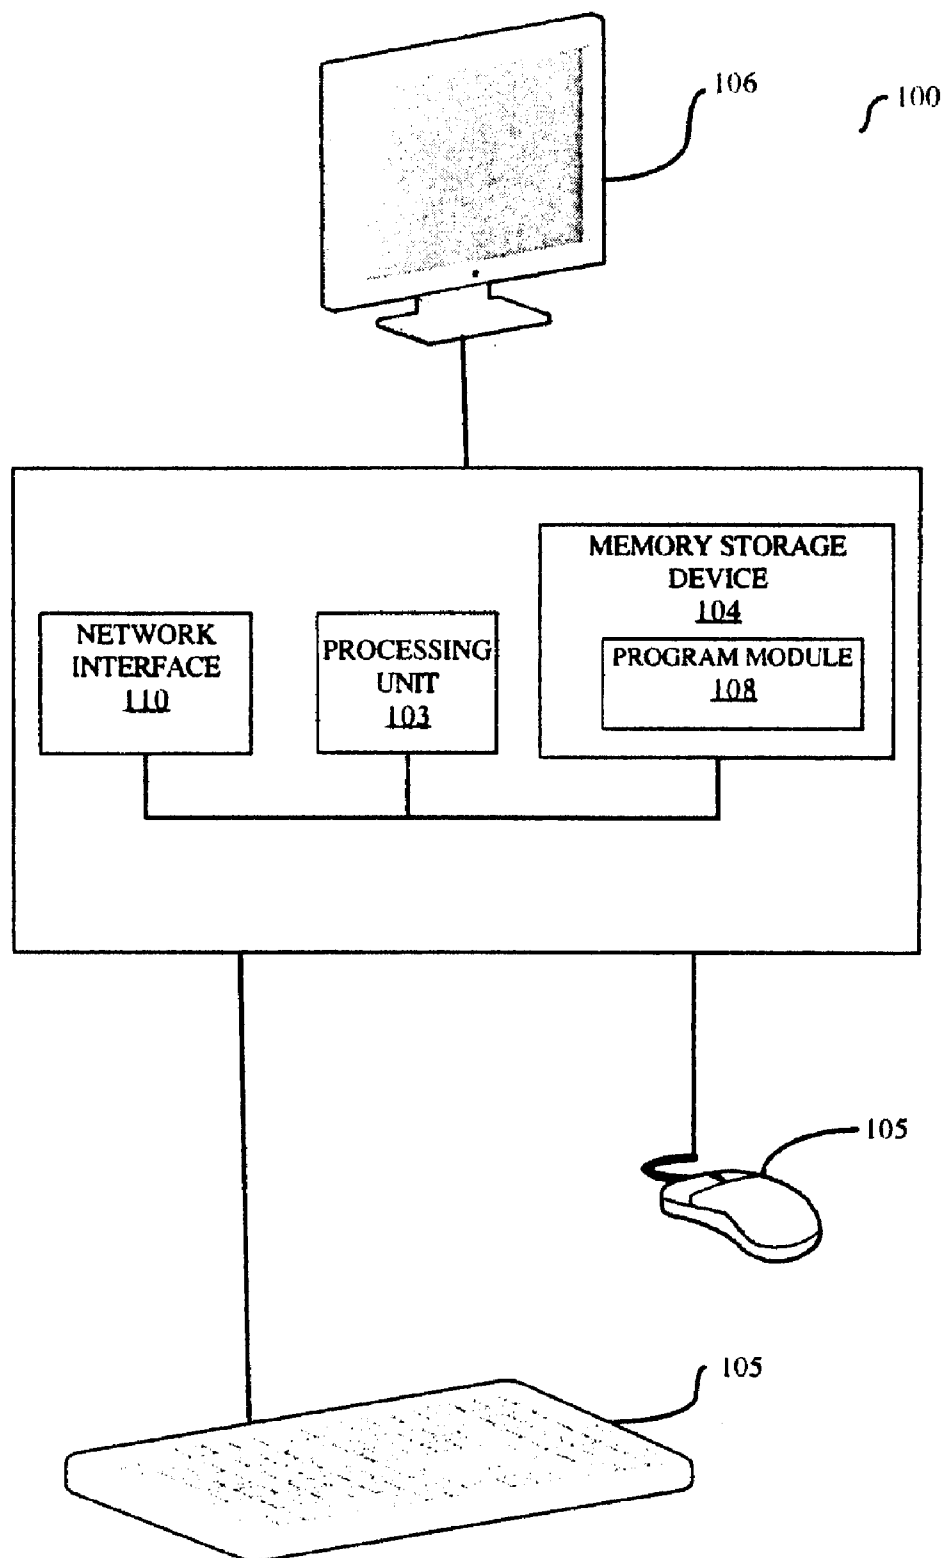 106
100
MEMORY STORAGE
DEVICE
104
NETWORK
INTERFACE
110
PROCESSING
UNIT
103
PROGRAM MODULE
108
105
105